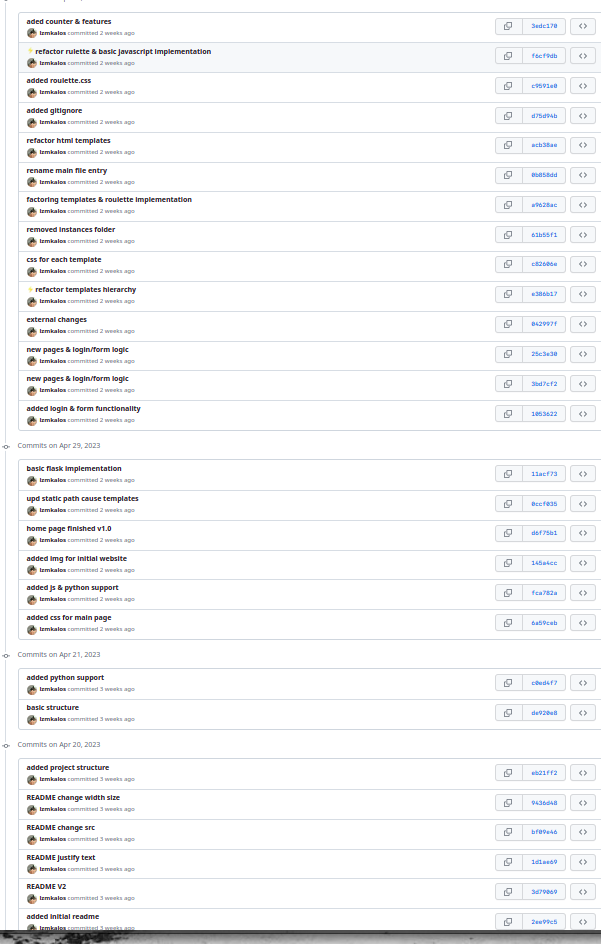 aded counter & features
lzmkalos committed 2 weeks ago
3edc170
refactor rulette & basic javascript implementation
lzmkalos committed 2 weeks ago
f6cf9db
added roulette.css
lzmkalos committed 2 weeks ago
c9591e0
added gitignore
lzmkalos committed 2 weeks ago
d75d94b
refactor html templates
lzmkalos committed 2 weeks ago
acb38ae
rename main file entry
lzmkalos committed 2 weeks ago
0b858dd
factoring templates & roulette implementation
lzmkalos committed 2 weeks ago
a9628ac
removed instances folder
lzmkalos committed 2 weeks ago
61b55f1
css for each template
lzmkalos committed 2 weeks ago
c82606e
refactor templates hierarchy
lzmkalos committed 2 weeks ago
e386b17
external changes
lzmkalos committed 2 weeks ago
042997f
new pages & login/form logic
lzmkalos committed 2 weeks ago
25c3e30
new pages & login/form logic
lzmkalos committed 2 weeks ago
3bd7cf2
added login & form functionality
lzmkalos committed 2 weeks ago
1053622
Commits on Apr 29, 2023
basic flask implementation
lzmkalos committed 2 weeks ago
11acf73
upd static path cause templates
lzmkalos committed 2 weeks ago
0ccf035
home page finished v1.0
lzmkalos committed 2 weeks ago
d6f75b1
added img for initial website
lzmkalos committed 2 weeks ago
145a4cc
added js & python support
lzmkalos committed 2 weeks ago
fca782a
added css for main page
lzmkalos committed 2 weeks ago
6a59ceb
Commits on Apr 21, 2023
added python support
lzmkalos committed 3 weeks ago
c0ed4f7
basic structure
lzmkalos committed 3 weeks ago
de920e8
Commits on Apr 20, 2023
added project structure
lzmkalos committed 3 weeks ago
eb21ff2
README change width size
lzmkalos committed 3 weeks ago
9436d48
README change src
lzmkalos committed 3 weeks ago
bf09e46
README justify text
lzmkalos committed 3 weeks ago
1d1ae69
README V2
lzmkalos committed 3 weeks ago
3d79069
added initial readme
lzmkalos committed 3 weeks ago
2ee99c5